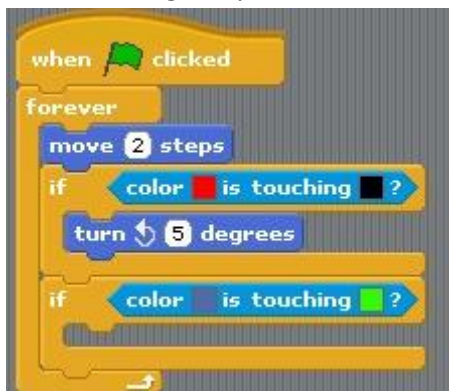 when clicked
forever
move 2 steps
if color is touching ?
turn 5 degrees
if color is touching ?